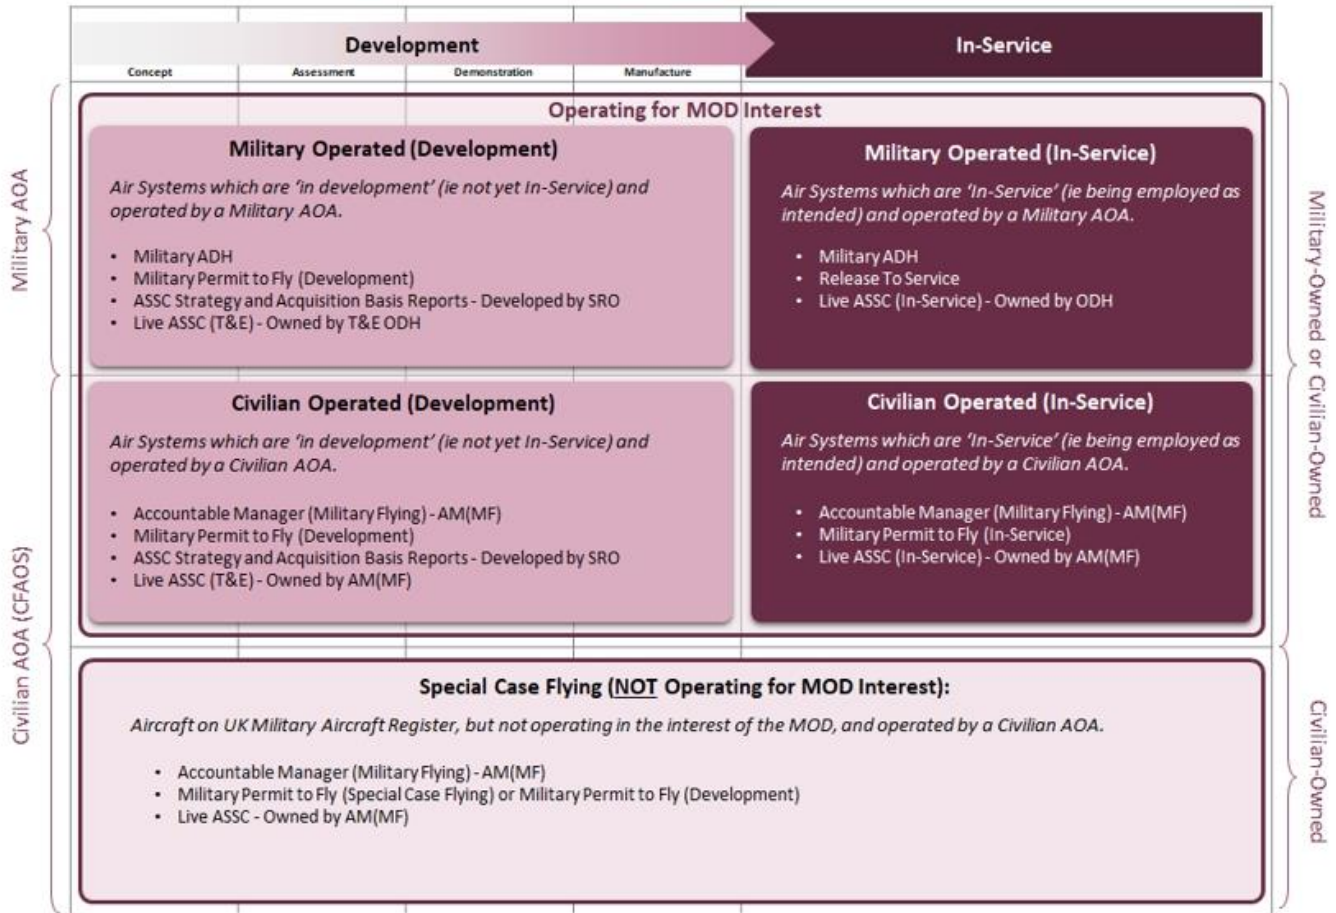 Development
In-Service
Concept
Assessment
Demonstration
Manufacture
Operating for MOD Interest
Military AOA
Military Operated (Development)
Air Systems which are ‘in development’ (ie not yet In-Service) and
operated by a Military AOA.
• Military ADH
• Military Permit to Fly (Development)
• ASSC Strategy and Acquisition Basis Reports - Developed by SRO
• Live ASSC (T&E) - Owned by T&E ODH
Military Operated (In-Service)
Air Systems which are ‘In-Service’ (ie being employed as
intended) and operated by a Military AOA.
• Military ADH
• Release To Service
• Live ASSC (In-Service) - Owned by ODH
Military-Owned or Civilian-Owned
Civilian AOA (CFAOS)
Civilian Operated (Development)
Air Systems which are ‘in development’ (ie not yet In-Service) and
operated by a Civilian AOA.
• Accountable Manager (Military Flying) - AM(MF)
• Military Permit to Fly (Development)
• ASSC Strategy and Acquisition Basis Reports - Developed by SRO
• Live ASSC (T&E) - Owned by AM(MF)
Civilian Operated (In-Service)
Air Systems which are ‘In-Service’ (ie being employed as
intended) and operated by a Civilian AOA.
• Accountable Manager (Military Flying) - AM(MF)
• Military Permit to Fly (In-Service)
• Live ASSC (In-Service) - Owned by AM(MF)
Special Case Flying (NOT Operating for MOD Interest):
Aircraft on UK Military Aircraft Register, but not operating in the interest of the MOD, and operated by a Civilian AOA.
• Accountable Manager (Military Flying) - AM(MF)
• Military Permit to Fly (Special Case Flying) or Military Permit to Fly (Development)
• Live ASSC - Owned by AM(MF)
Civilian-Owned